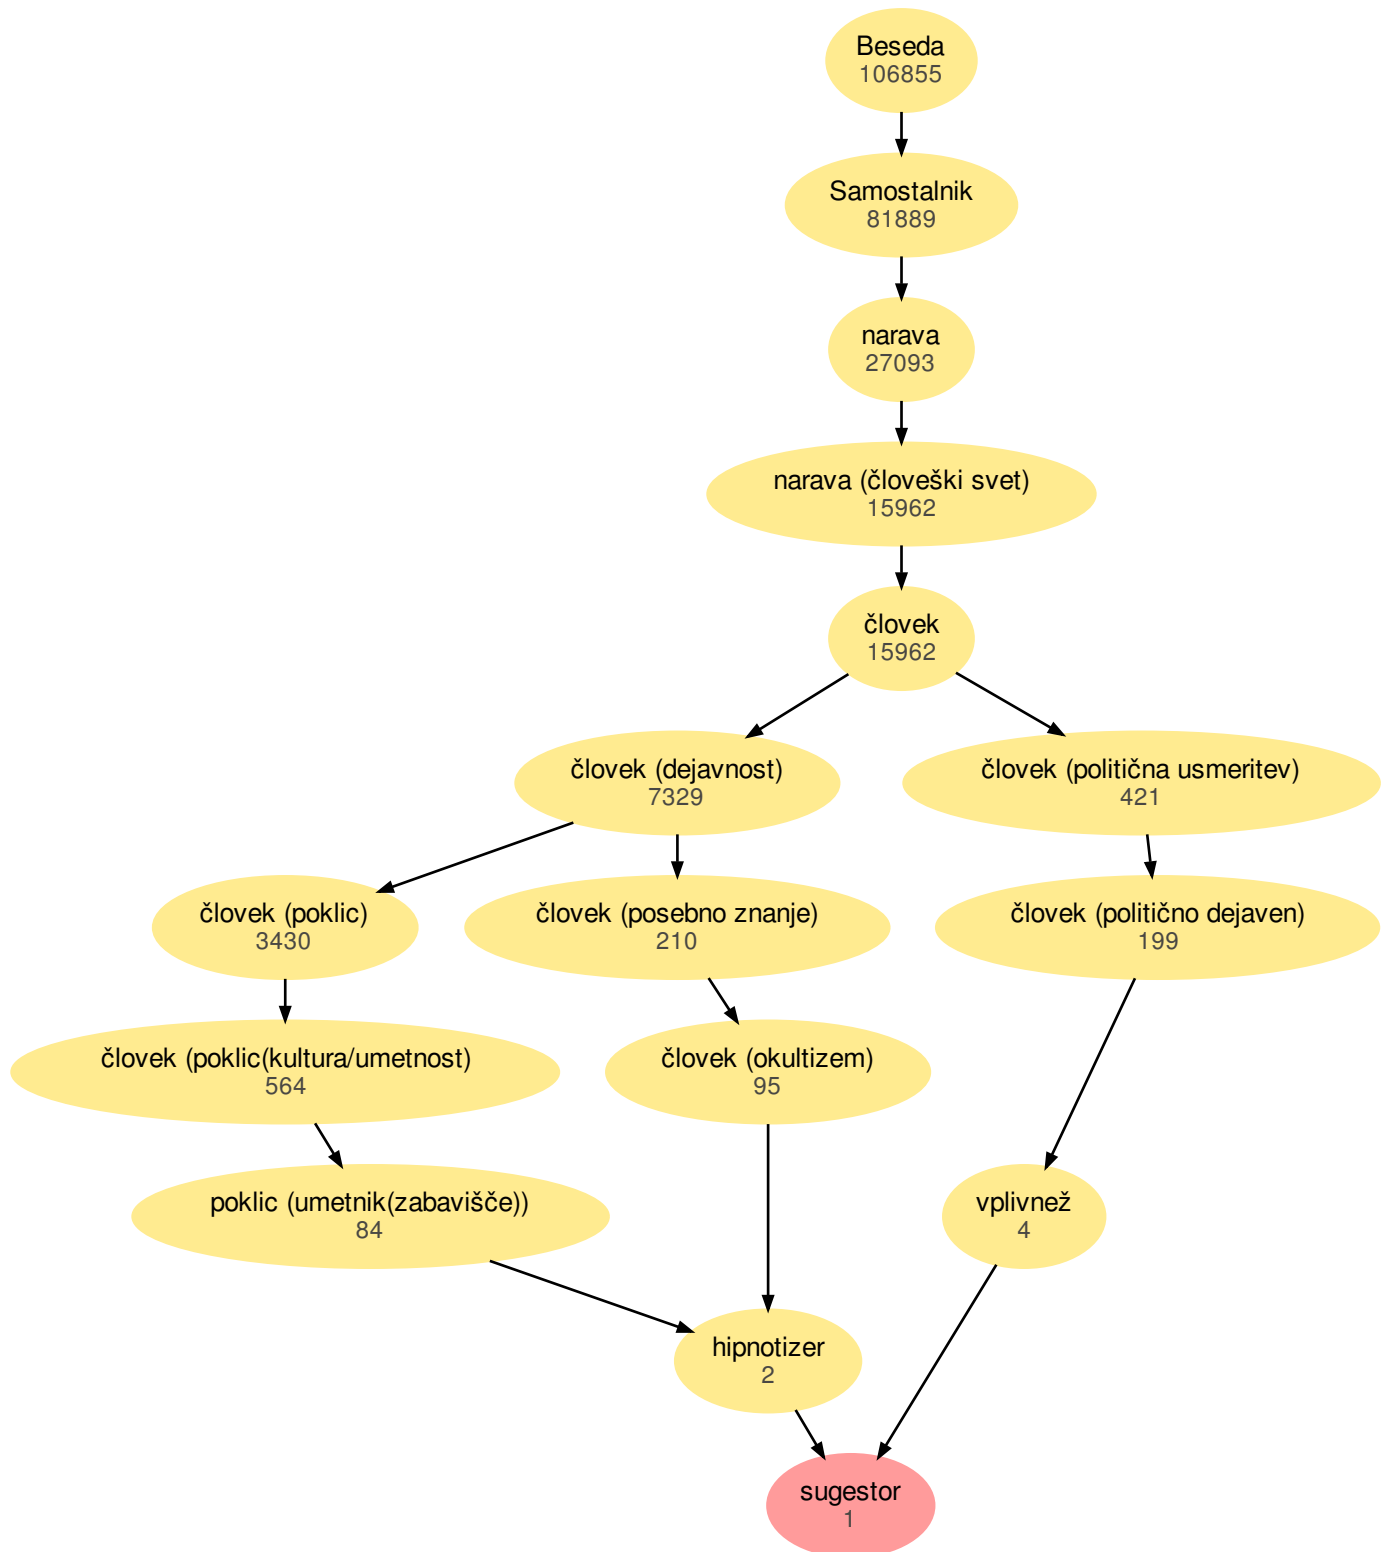 Beseda
106855
Samostalnik
81889
narava
27093
narava (človeški svet)
15962
človek
15962
človek (dejavnost)
7329
človek (politična usmeritev)
421
človek (poklic)
3430
človek (posebno znanje)
210
človek (politično dejaven)
199
človek (poklic(kultura/umetnost)
564
človek (okultizem)
95
poklic (umetnik(zabavišče))
84
vplivnež
4
hipnotizer
2
sugestor
1